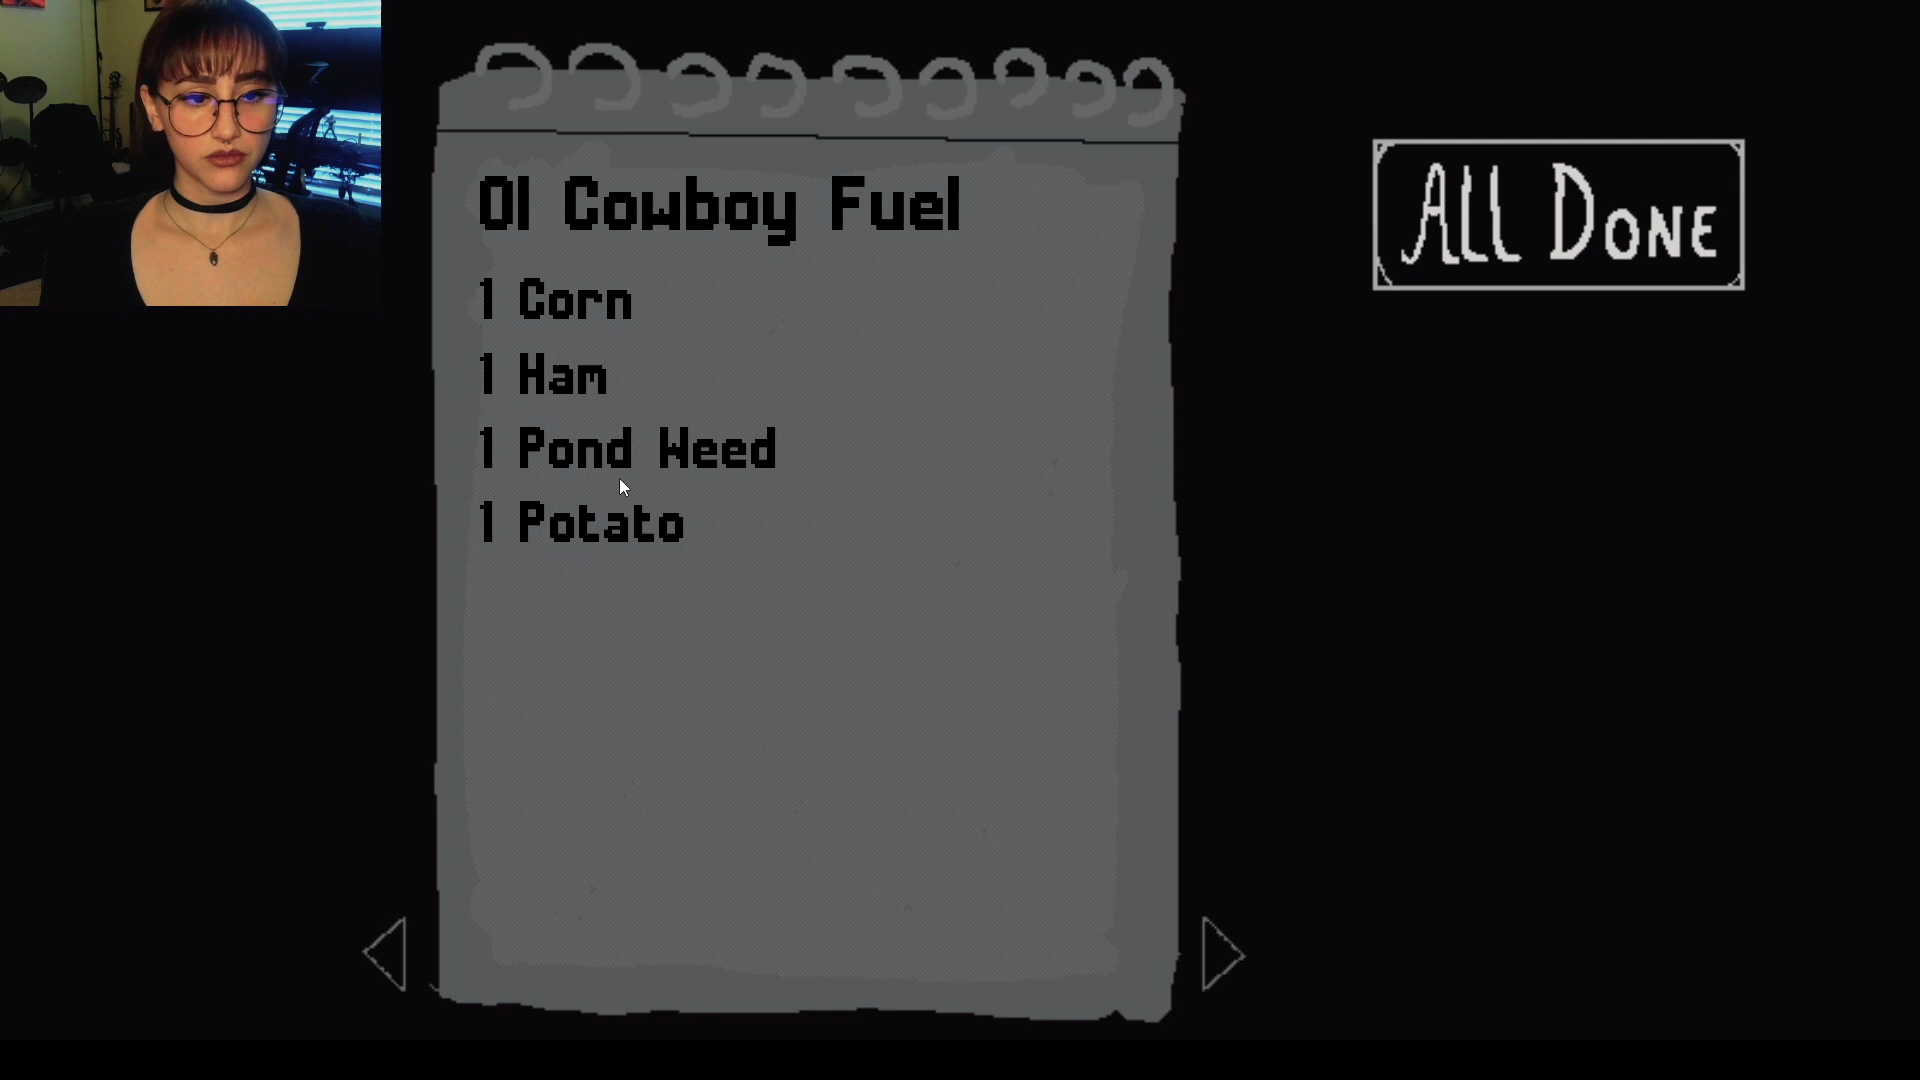 Ol Cowboy Fuel
1 Corn
1 Ham
1 Pond Weed
1 Potato
All Done